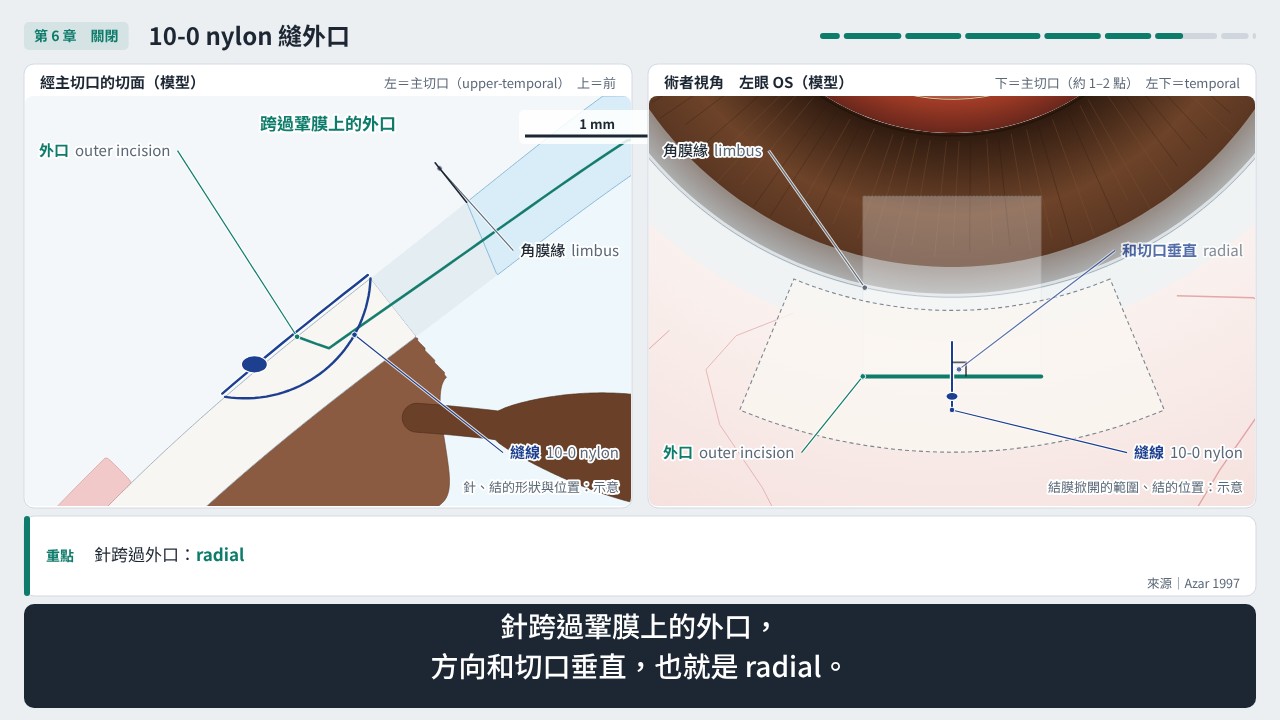 第 6 章　關閉
10-0 nylon 縫外口
經主切口的切面（模型）
左＝主切口（upper-temporal） 上＝前
跨過鞏膜上的外口
外口 outer incision
1 mm
角膜緣 limbus
縫線 10-0 nylon
針、結的形狀與位置：示意
術者視角　左眼 OS（模型）
下＝主切口（約 1–2 點） 左下＝temporal
角膜緣 limbus
和切口垂直 radial
外口 outer incision
縫線 10-0 nylon
結膜掀開的範圍、結的位置：示意
重點　針跨過外口：radial
來源｜Azar 1997
針跨過鞏膜上的外口，
方向和切口垂直，也就是 radial。